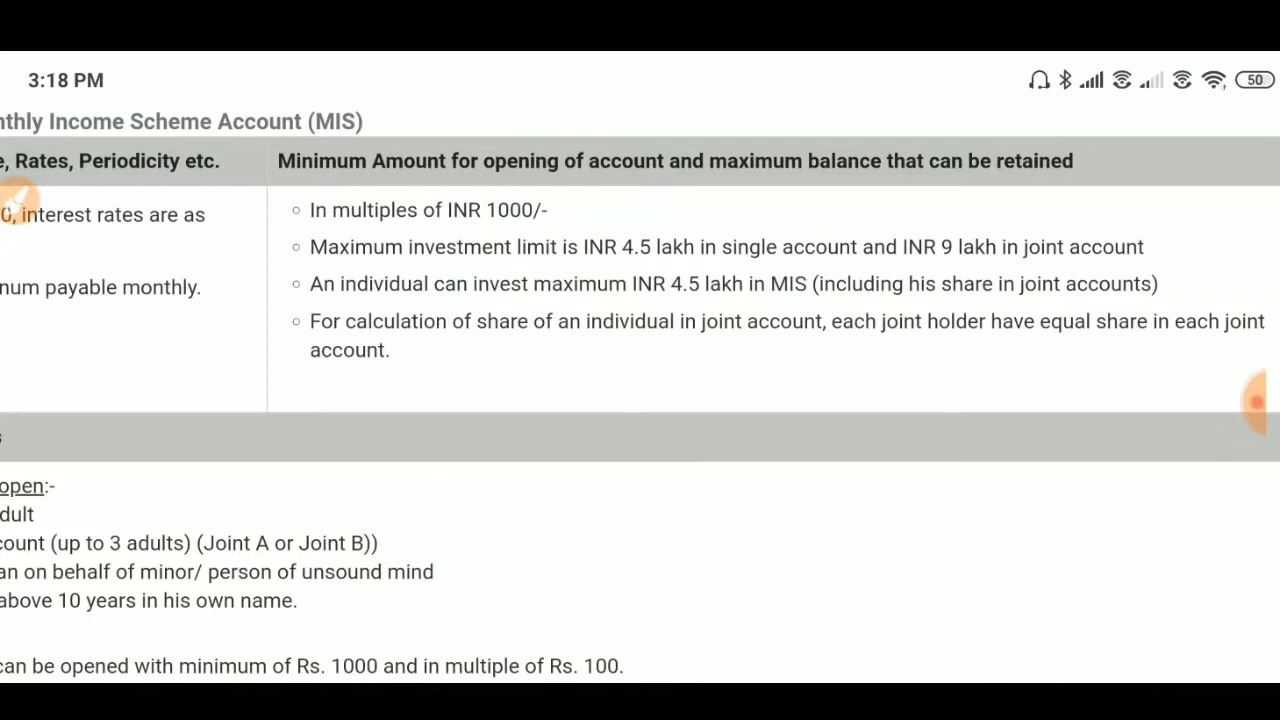 3:18 PM
50
nthly Income Scheme Account (MIS)
e, Rates, Periodicity etc.
Minimum Amount for opening of account and maximum balance that can be retained
0, interest rates are as
num payable monthly.
In multiples of INR 1000/-
Maximum investment limit is INR 4.5 lakh in single account and INR 9 lakh in joint account
An individual can invest maximum INR 4.5 lakh in MIS (including his share in joint accounts)
For calculation of share of an individual in joint account, each joint holder have equal share in each joint
account.
s
open:-
dult
count (up to 3 adults) (Joint A or Joint B))
an on behalf of minor/ person of unsound mind
above 10 years in his own name.
can be opened with minimum of Rs. 1000 and in multiple of Rs. 100.